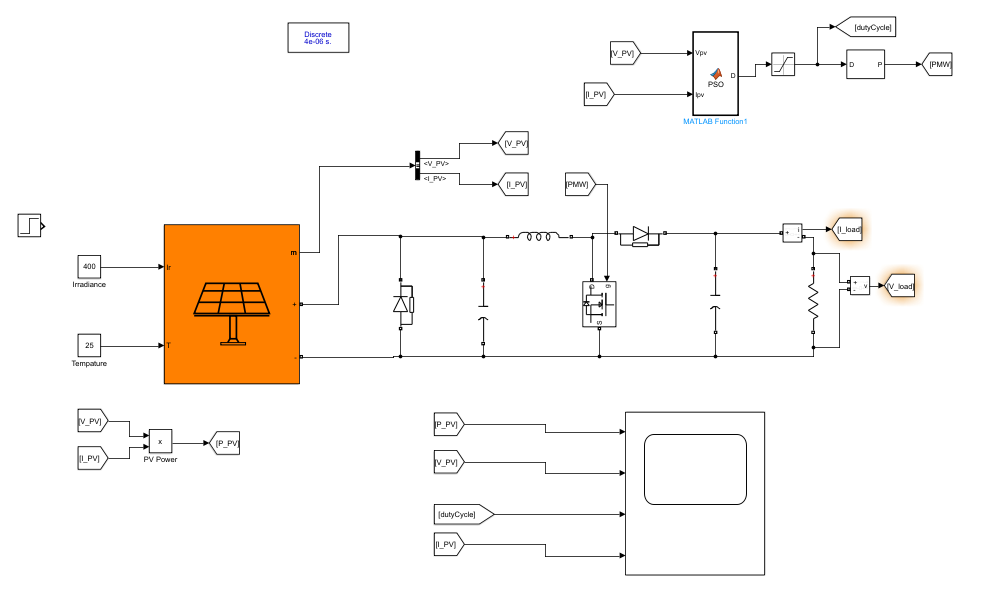 Discrete
4e-06 s.
[V_PV]
[I_PV]
Vpv
Ipv
D
PSO
MATLAB Function1
[dutyCycle]
D
P
[PMW]
<V_PV>
<I_PV>
[V_PV]
[I_PV]
[PMW]
400
Irradiance
25
Tempature
Ir
T
m
+
-
g
D
S
+
-
i
[I_load]
+
-
v
[V_load]
[V_PV]
[I_PV]
x
PV Power
[P_PV]
[P_PV]
[V_PV]
[dutyCycle]
[I_PV]